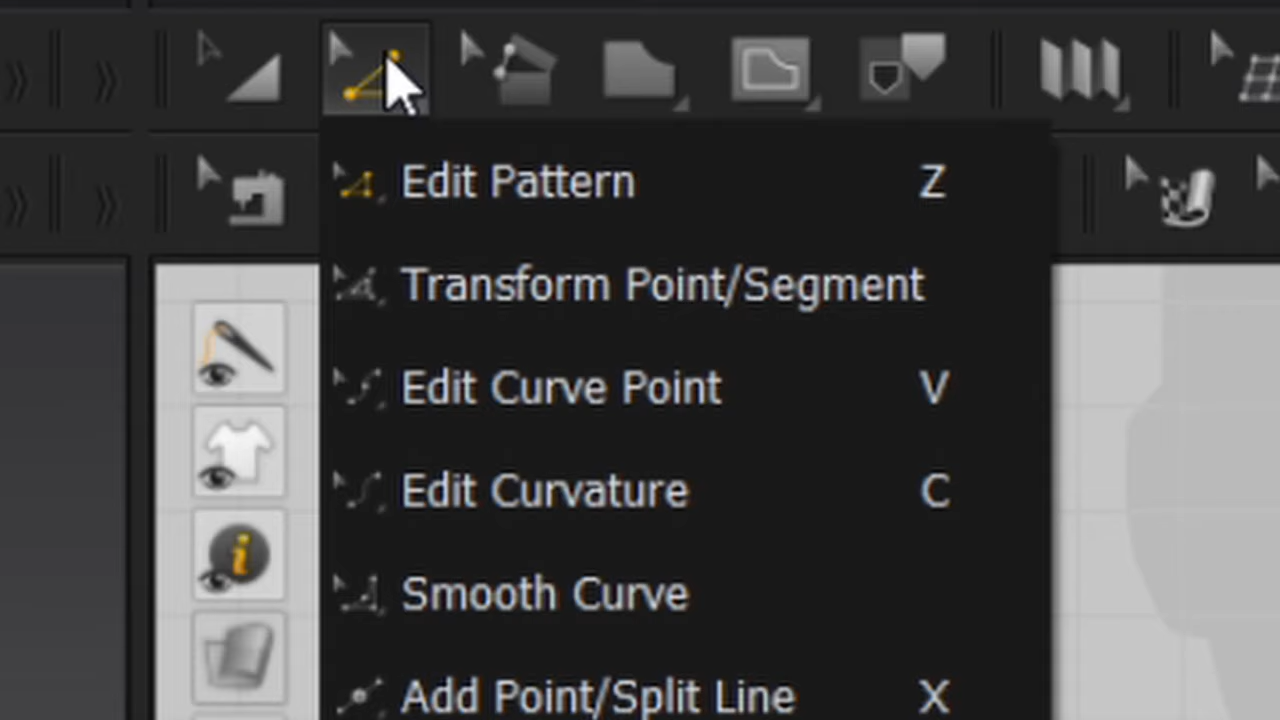 Edit Pattern Z
Transform Point/Segment
Edit Curve Point V
Edit Curvature C
Smooth Curve
Add Point/Split Line X